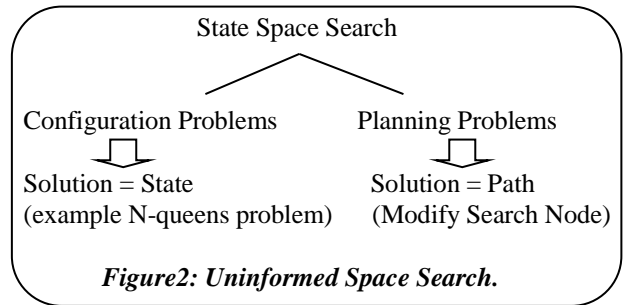 State Space Search
Configuration Problems Planning Problems
Solution = State Solution = Path
(example N-queens problem) (Modify Search Node)
Figure2: Uninformed Space Search.